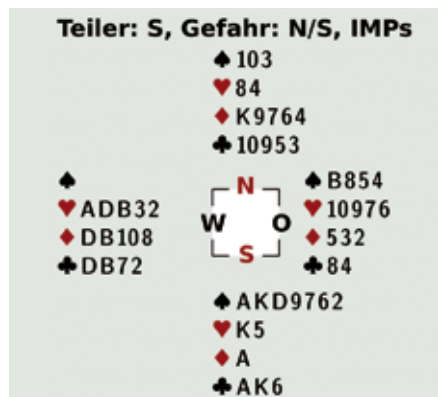 Teiler: S, Gefahr: N/S, IMPs
♠ 103
♥ 84
♦ K9764
♣ 10953
♠
♥ ADB32
♦ DB108
♣ DB72
N
W O
S
♠ B854
♥ 10976
♦ 532
♣ 84
♠ AKD9762
♥ K5
♦ A
♣ AK6